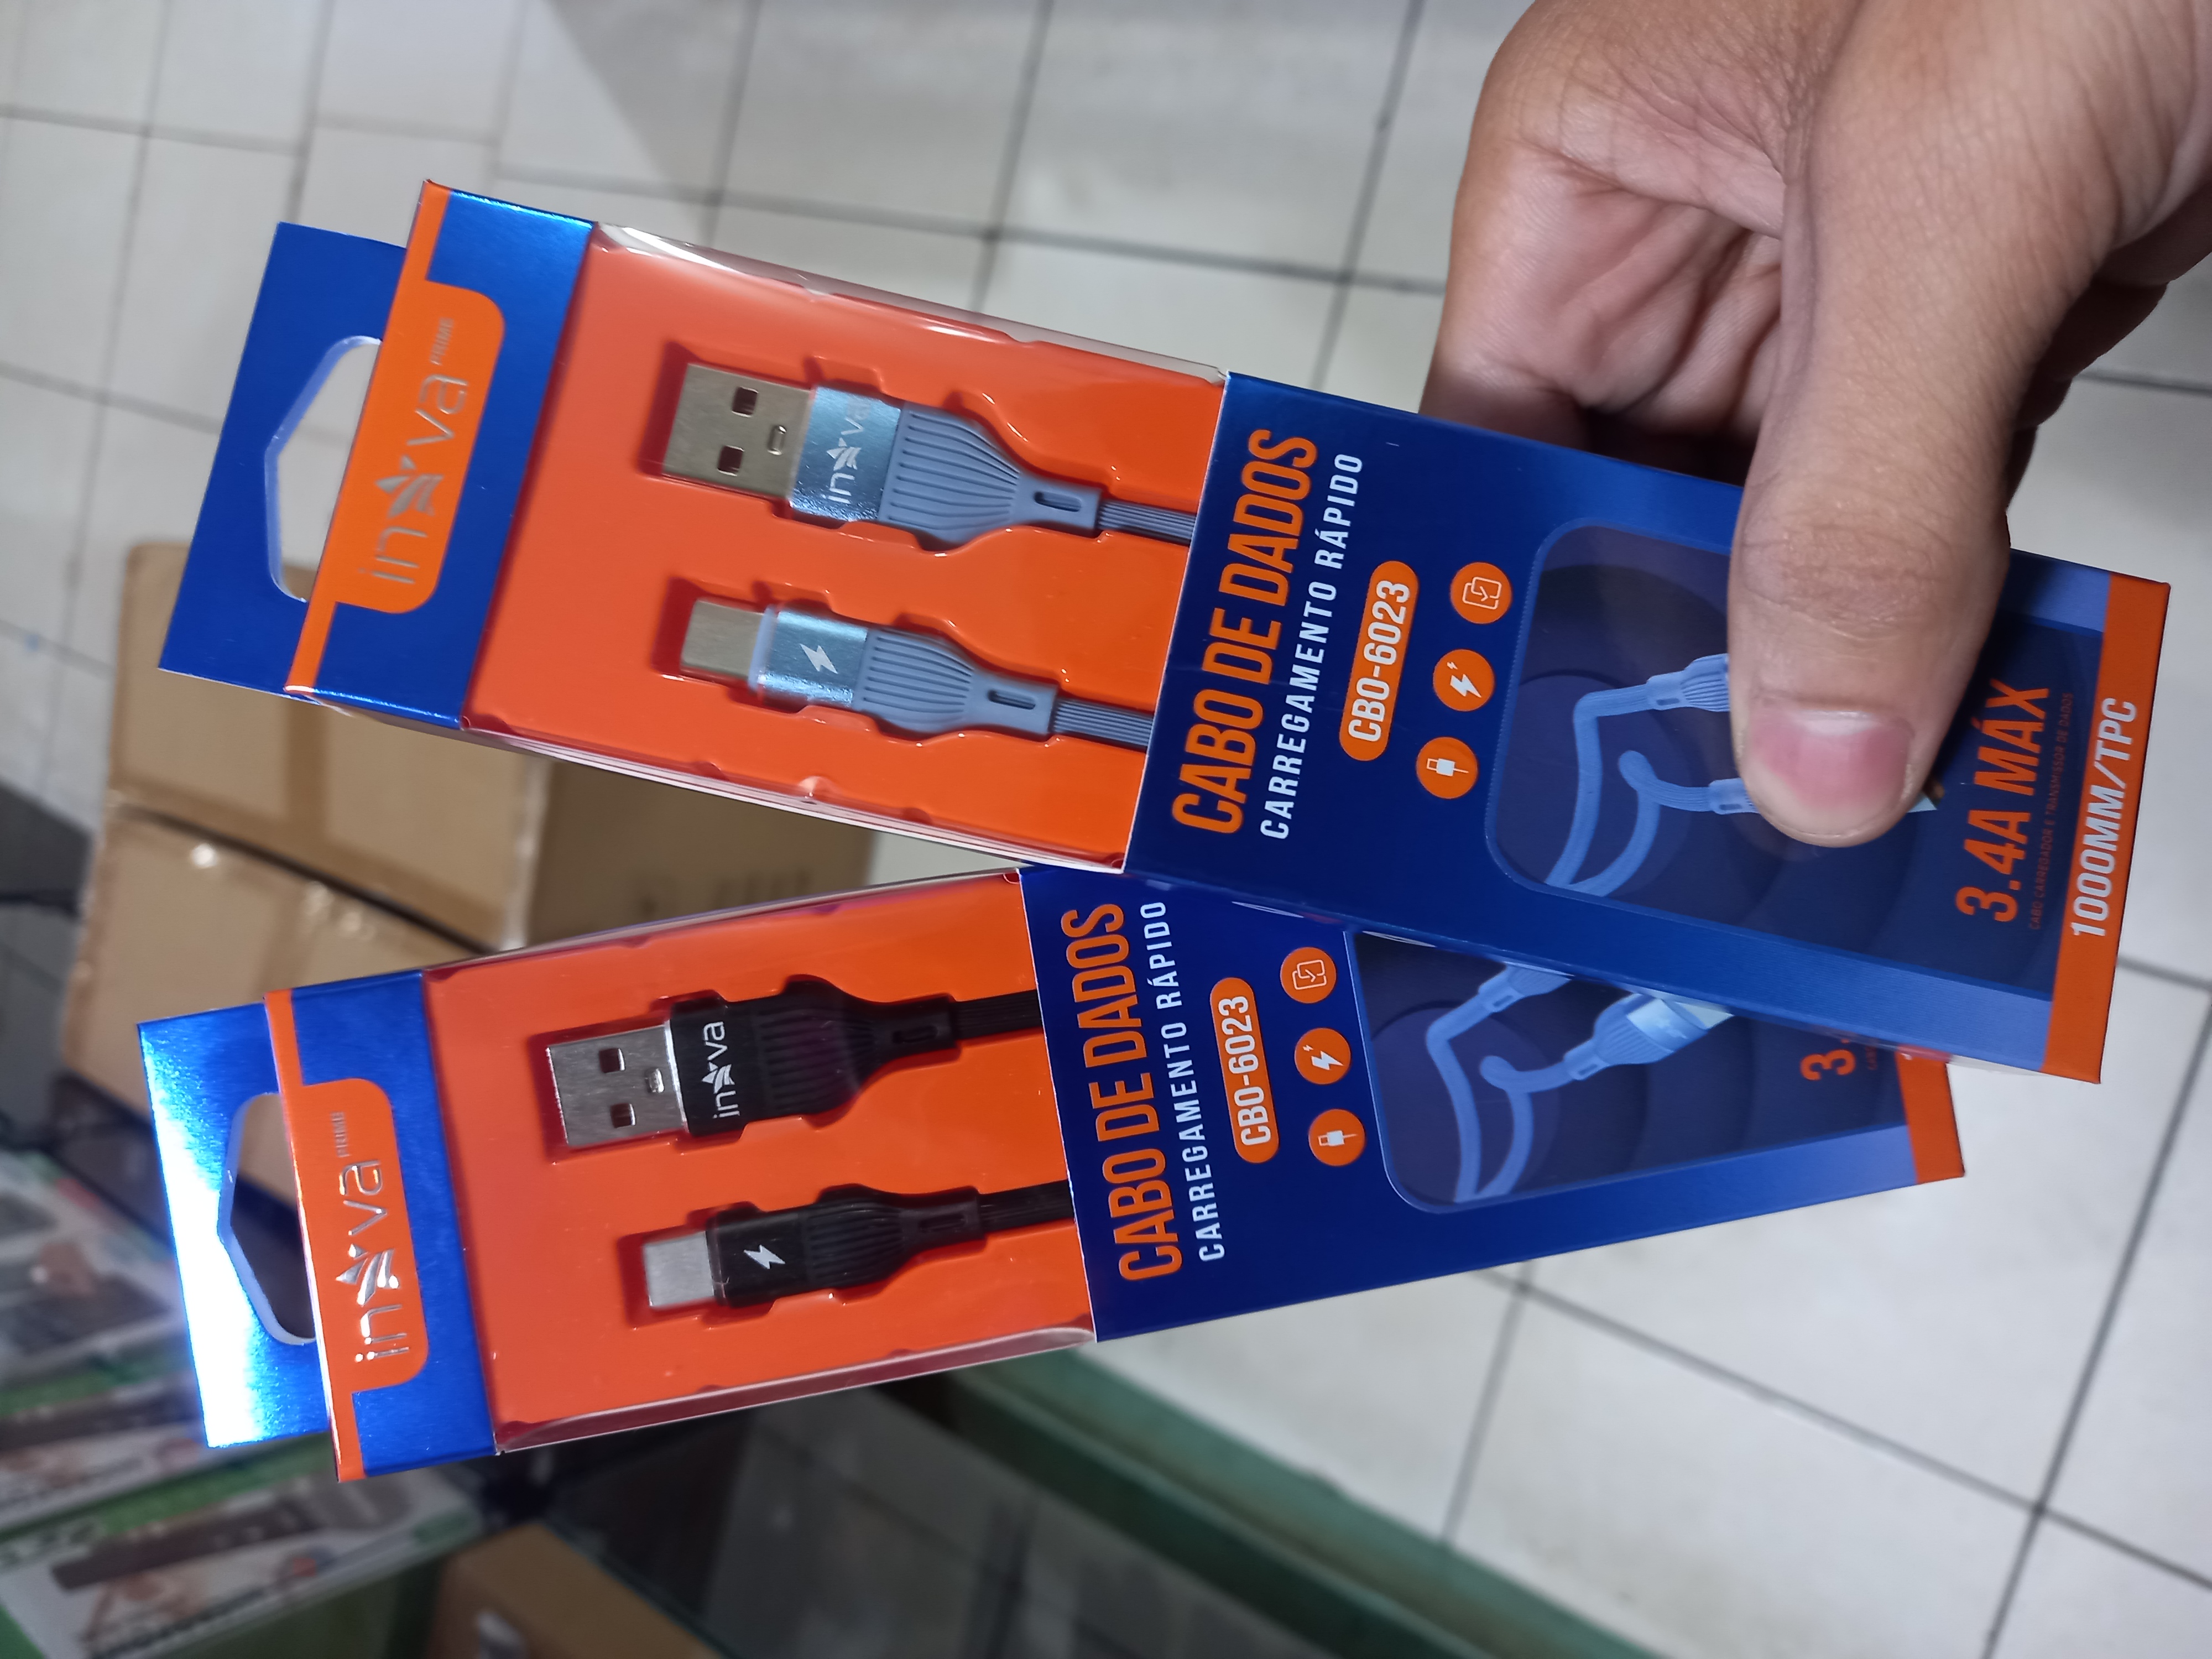 inova PRIME
inova
CABO DE DADOS
CARREGAMENTO RÁPIDO
CBO-6023
3.
inova PRIME
inova
CABO DE DADOS
CARREGAMENTO RÁPIDO
CBO-6023
3.4A MÁX
CABO CARREGADOR E TRANSMISSOR DE DADOS
1000MM/TPC